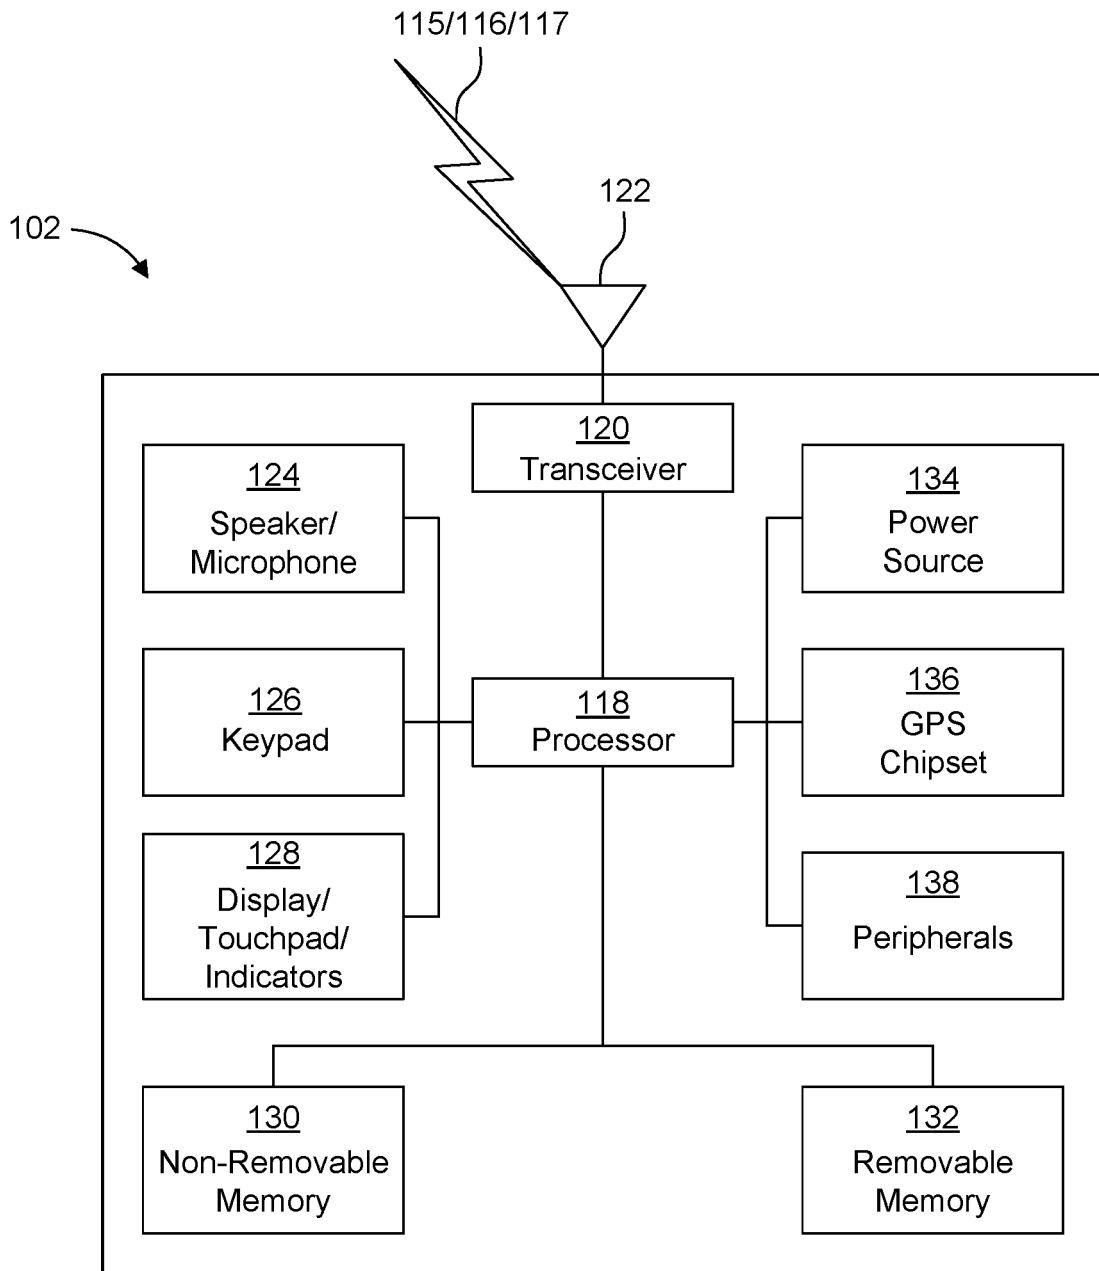 115/116/117
122
102
120
Transceiver
124
Speaker/
Microphone
134
Power
Source
126
Keypad
118
Processor
136
GPS
Chipset
128
Display/
Touchpad/
Indicators
138
Peripherals
130
Non-Removable
Memory
132
Removable
Memory